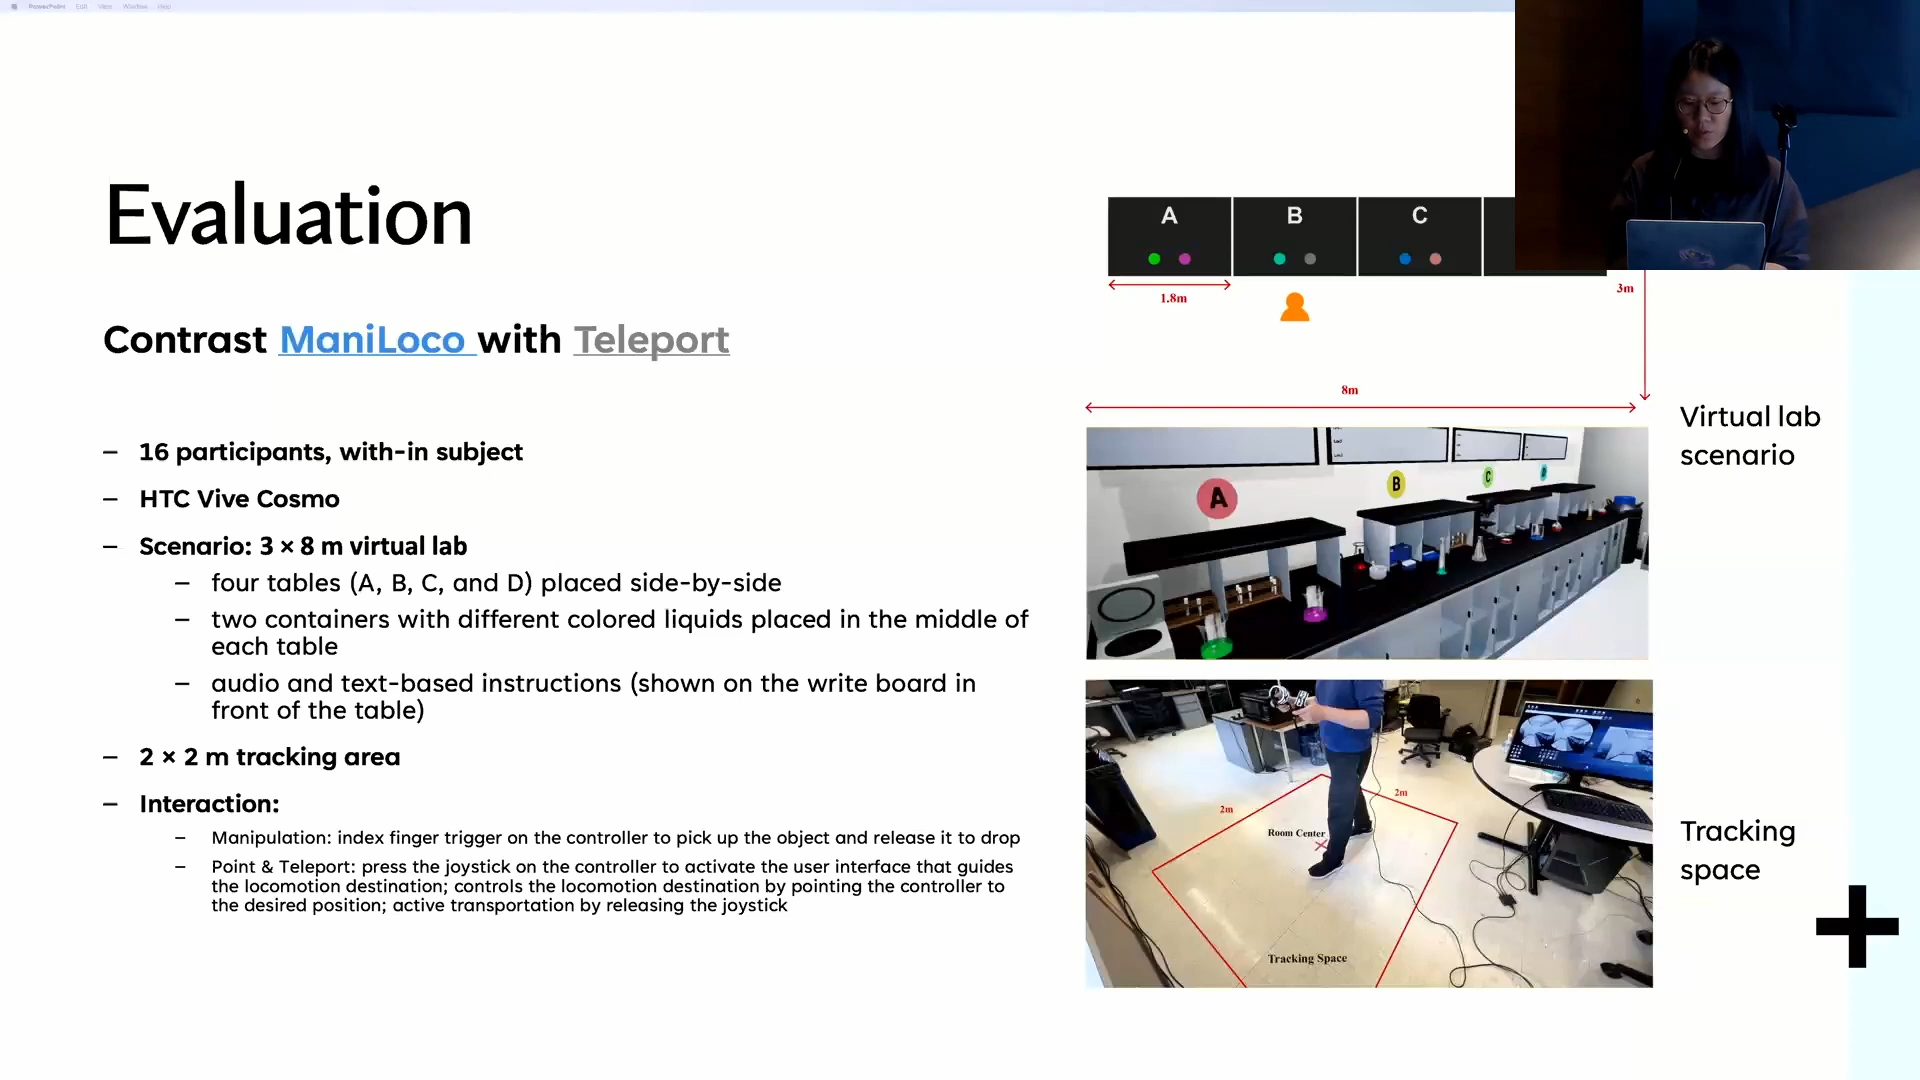 PowerPoint Edit View Window Help
Evaluation
Contrast ManiLoco with Teleport
– 16 participants, with-in subject
– HTC Vive Cosmo
– Scenario: 3 × 8 m virtual lab
– four tables (A, B, C, and D) placed side-by-side
– two containers with different colored liquids placed in the middle of
each table
– audio and text-based instructions (shown on the write board in
front of the table)
– 2 × 2 m tracking area
– Interaction:
– Manipulation: index finger trigger on the controller to pick up the object and release it to drop
– Point & Teleport: press the joystick on the controller to activate the user interface that guides
the locomotion destination; controls the locomotion destination by pointing the controller to
the desired position; active transportation by releasing the joystick
A B C
1.8m
3m
8m
A B C D
Virtual lab
scenario
2m 2m
Room Center
Tracking Space
Tracking
space